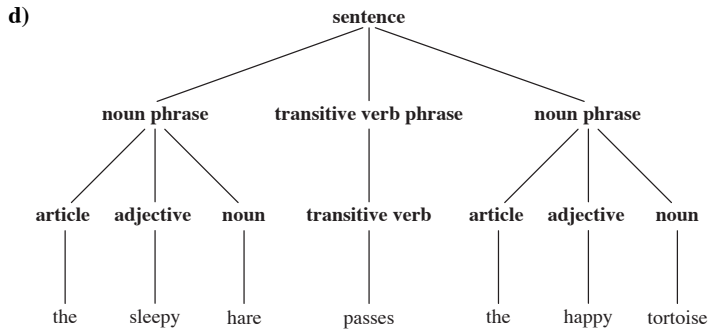 d)
sentence
noun phrase transitive verb phrase noun phrase
article adjective noun transitive verb article adjective noun
the sleepy hare passes the happy tortoise